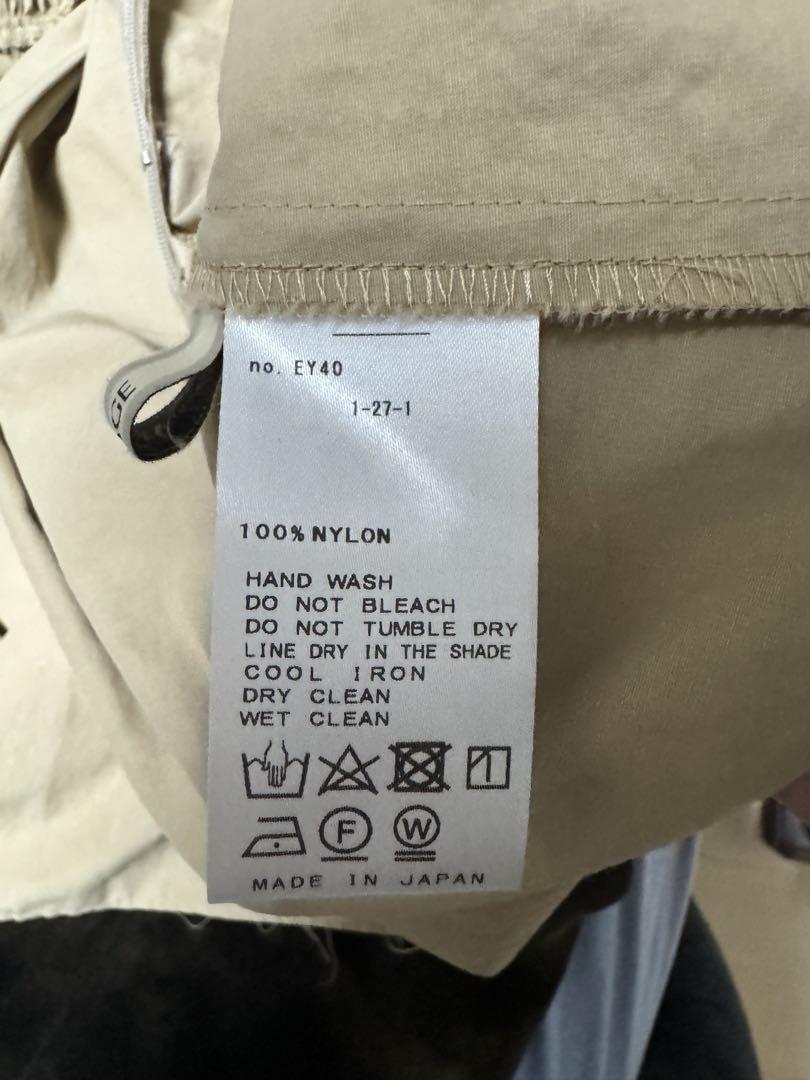 no. EY40
1-27-1
100% NYLON
HAND WASH
DO NOT BLEACH
DO NOT TUMBLE DRY
LINE DRY IN THE SHADE
COOL IRON
DRY CLEAN
WET CLEAN
F W
MADE IN JAPAN